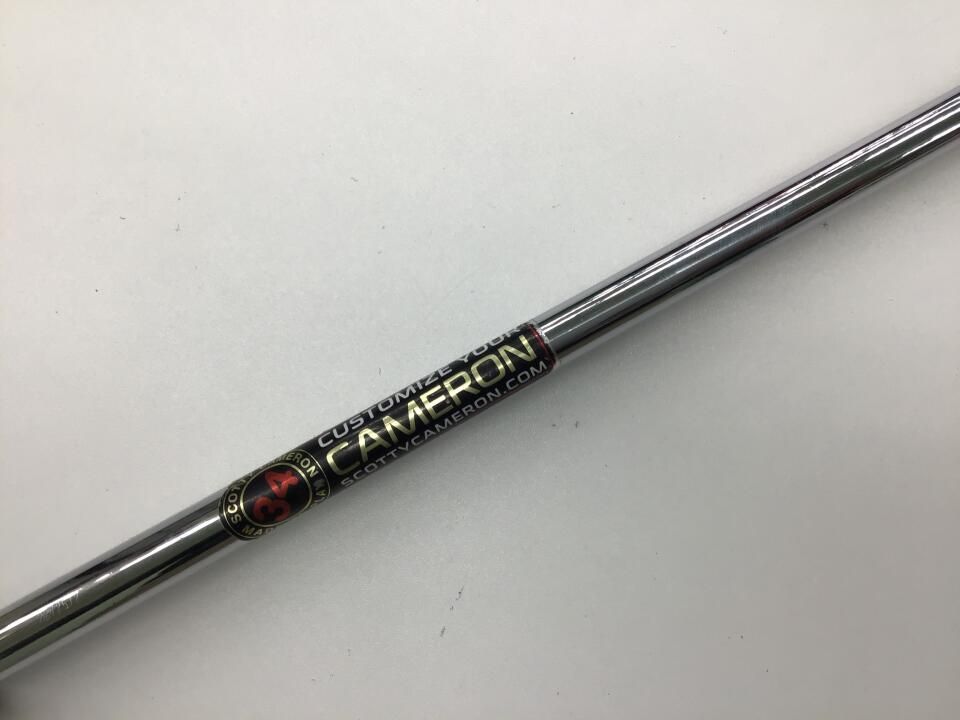 CUSTOMIZE YOUR
CAMERON
SCOTTYCAMERON.COM
SCOTTY CAMERON
34